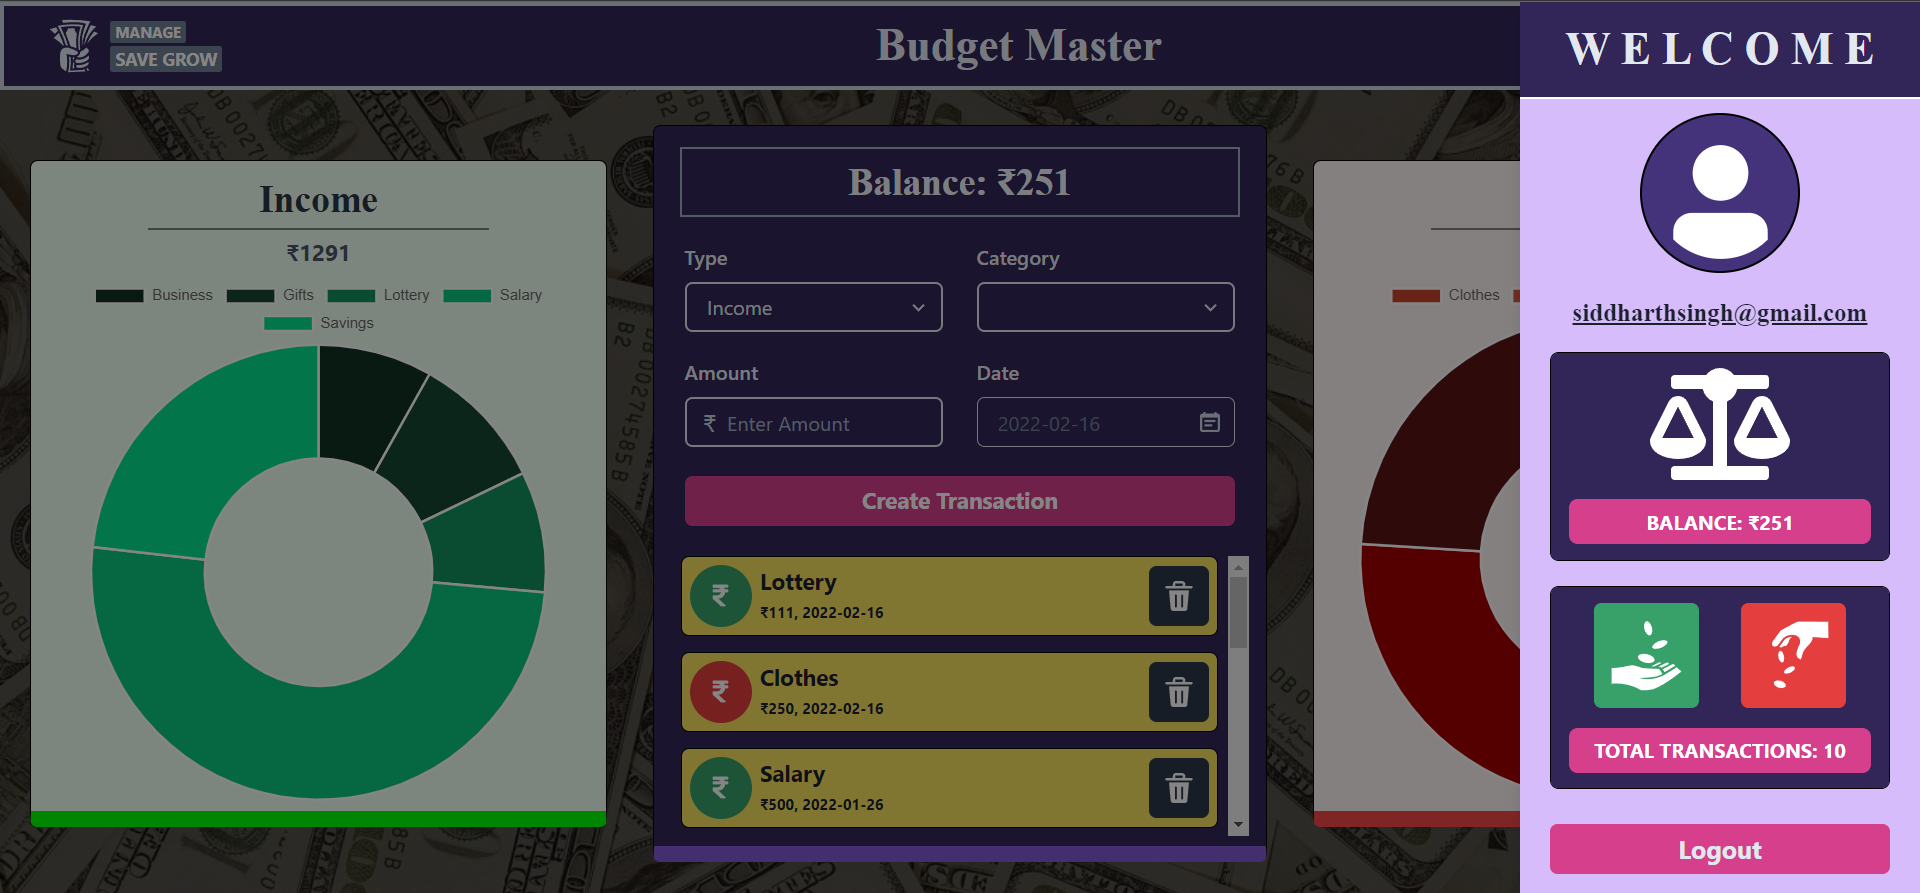 MANAGE
SAVE GROW
Budget Master
WELCOME
Income
₹1291
Business Gifts Lottery Salary
Savings
Balance: ₹251
Type Category
Income
Amount Date
₹ Enter Amount 2022-02-16
Create Transaction
₹ Lottery
₹111, 2022-02-16
₹ Clothes
₹250, 2022-02-16
₹ Salary
₹500, 2022-01-26
Clothes
siddharthsingh@gmail.com
BALANCE: ₹251
TOTAL TRANSACTIONS: 10
Logout